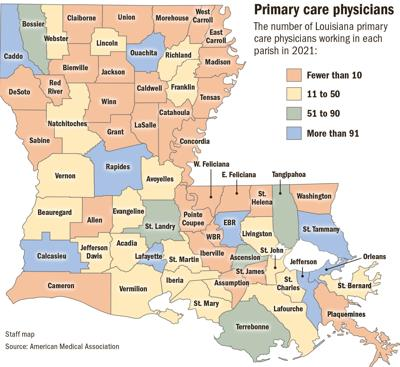 Primary care physicians
The number of Louisiana primary
care physicians working in each
parish in 2021:
Fewer than 10
11 to 50
51 to 90
More than 91
Caddo
Bossier
Webster
Claiborne
Union
Morehouse
West
Carroll
East
Carroll
Lincoln
Ouachita
Richland
Madison
Bienville
Jackson
DeSoto
Red
River
Winn
Caldwell
Franklin
Tensas
Natchitoches
Sabine
Grant
LaSalle
Catahoula
Concordia
Vernon
Rapides
Avoyelles
W. Feliciana
E. Feliciana
Tangipahoa
St.
Helena
Washington
Beauregard
Allen
Evangeline
St. Landry
Pointe
Coupee
EBR
Livingston
St. Tammany
WBR
Calcasieu
Jefferson
Davis
Acadia
Lafayette
St. Martin
Iberville
Ascension
St. John
Jefferson
Orleans
Cameron
Vermilion
Iberia
St. James
Assumption
St.
Charles
St. Bernard
St. Mary
Lafourche
Plaquemines
Terrebonne
Staff map
Source: American Medical Association